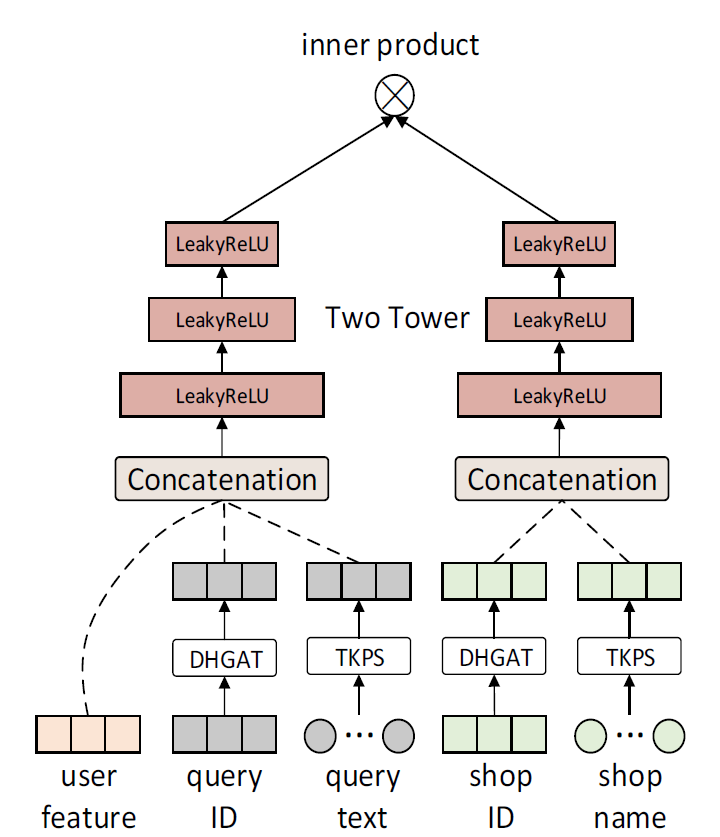 inner product
LeakyReLU LeakyReLU
LeakyReLU Two Tower LeakyReLU
LeakyReLU LeakyReLU
Concatenation Concatenation
DHGAT TKPS DHGAT TKPS
... ...
user query query shop shop
feature ID text ID name